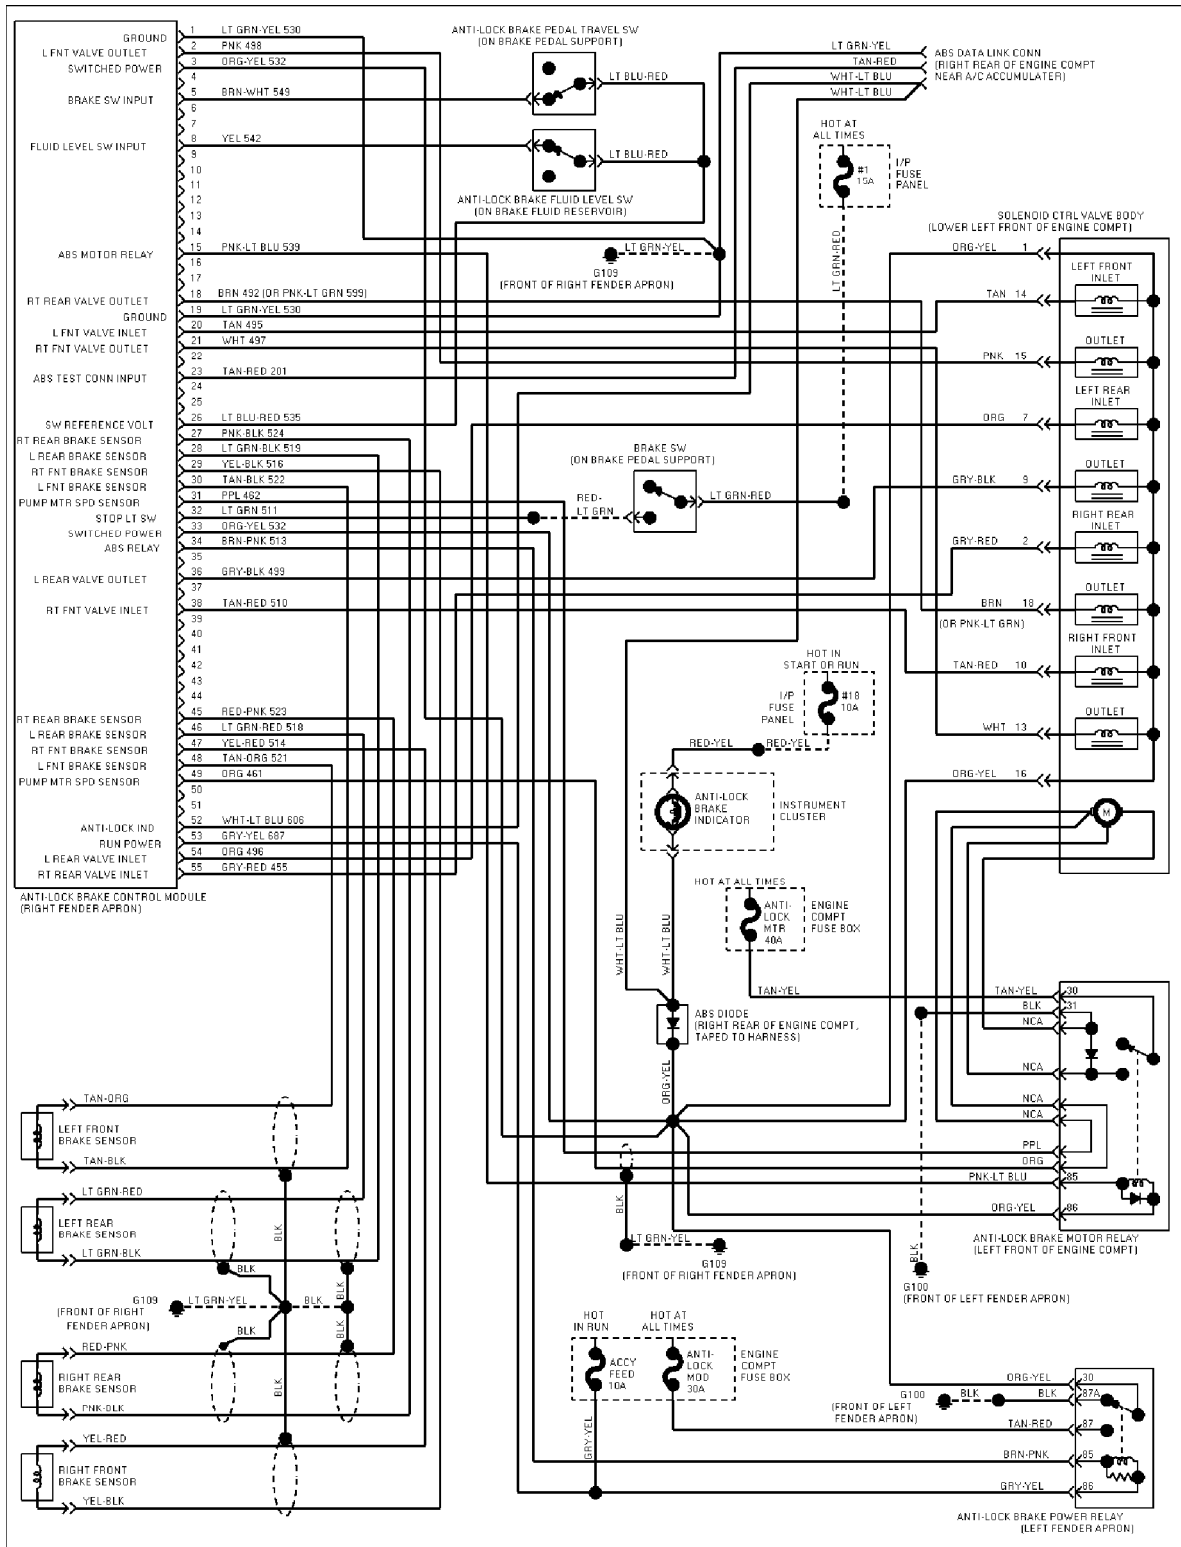 GROUND 1 LT GRN-YEL 530
L FNT VALVE OUTLET 2 PNK 498
SWITCHED POWER 3 ORG-YEL 532
4
BRAKE SW INPUT 5 BRN-WHT 549
6
7
FLUID LEVEL SW INPUT 8 YEL 542
9
10
11
12
13
14
ABS MOTOR RELAY 15 PNK-LT BLU 539
16
17
RT REAR VALVE OUTLET 18 BRN 492 (OR PNK-LT GRN 599)
GROUND 19 LT GRN-YEL 530
L FNT VALVE INLET 20 TAN 495
RT FNT VALVE OUTLET 21 WHT 497
22
ABS TEST CONN INPUT 23 TAN-RED 201
24
25
SW REFERENCE VOLT 26 LT BLU-RED 535
RT REAR BRAKE SENSOR 27 PNK-BLK 524
L REAR BRAKE SENSOR 28 LT GRN-BLK 519
RT FNT BRAKE SENSOR 29 YEL-BLK 516
L FNT BRAKE SENSOR 30 TAN-BLK 522
PUMP MTR SPD SENSOR 31 PPL 462
STOP LT SW 32 LT GRN 511
SWITCHED POWER 33 ORG-YEL 532
ABS RELAY 34 BRN-PNK 513
35
L REAR VALVE OUTLET 36 GRY-BLK 499
37
RT FNT VALVE INLET 38 TAN-RED 510
39
40
41
42
43
44
RT REAR BRAKE SENSOR 45 RED-PNK 523
L REAR BRAKE SENSOR 46 LT GRN-RED 518
RT FNT BRAKE SENSOR 47 YEL-RED 514
L FNT BRAKE SENSOR 48 TAN-ORG 521
PUMP MTR SPD SENSOR 49 ORG 461
50
51
ANTI-LOCK IND 52 WHT-LT BLU 606
RUN POWER 53 GRY-YEL 687
L REAR VALVE INLET 54 ORG 496
RT REAR VALVE INLET 55 GRY-RED 455
ANTI-LOCK BRAKE CONTROL MODULE
(RIGHT FENDER APRON)
ANTI-LOCK BRAKE PEDAL TRAVEL SW
(ON BRAKE PEDAL SUPPORT)
LT BLU-RED
LT BLU-RED
ANTI-LOCK BRAKE FLUID LEVEL SW
(ON BRAKE FLUID RESERVOIR)
LT GRN-YEL
TAN-RED
WHT-LT BLU
WHT-LT BLU
ABS DATA LINK CONN
(RIGHT REAR OF ENGINE COMPT
NEAR A/C ACCUMULATER)
HOT AT
ALL TIMES
#1
15A
I/P
FUSE
PANEL
LT GRN-RED
LT GRN-YEL
G109
(FRONT OF RIGHT FENDER APRON)
SOLENOID CTRL VALVE BODY
(LOWER LEFT FRONT OF ENGINE COMPT)
ORG-YEL 1
LEFT FRONT
INLET
TAN 14
OUTLET
PNK 15
LEFT REAR
INLET
ORG 7
OUTLET
GRY-BLK 9
RIGHT REAR
INLET
GRY-RED 2
OUTLET
BRN 18
(OR PNK-LT GRN)
RIGHT FRONT
INLET
TAN-RED 10
OUTLET
WHT 13
ORG-YEL 16
M
BRAKE SW
(ON BRAKE PEDAL SUPPORT)
RED-
LT GRN
LT GRN-RED
HOT IN
START OR RUN
I/P
FUSE
PANEL
#18
10A
RED-YEL
RED-YEL
ANTI-LOCK
BRAKE
INDICATOR
INSTRUMENT
CLUSTER
HOT AT ALL TIMES
ANTI-
LOCK
MTR
40A
ENGINE
COMPT
FUSE BOX
WHT-LT BLU
WHT-LT BLU
TAN-YEL
ABS DIODE
(RIGHT REAR OF ENGINE COMPT,
TAPED TO HARNESS)
ORG-YEL
TAN-YEL 30
BLK 31
NCA
NCA
NCA
NCA
PPL
ORG
PNK-LT BLU 85
ORG-YEL 86
ANTI-LOCK BRAKE MOTOR RELAY
(LEFT FRONT OF ENGINE COMPT)
BLK
G100
(FRONT OF LEFT FENDER APRON)
BLK
LT GRN-YEL
G109
(FRONT OF RIGHT FENDER APRON)
TAN-ORG
LEFT FRONT
BRAKE SENSOR
TAN-BLK
LT GRN-RED
LEFT REAR
BRAKE SENSOR
LT GRN-BLK
BLK
BLK
BLK
G109
LT GRN-YEL
BLK
(FRONT OF RIGHT
FENDER APRON)
BLK
BLK
RED-PNK
RIGHT REAR
BRAKE SENSOR
PNK-BLK
BLK
YEL-RED
RIGHT FRONT
BRAKE SENSOR
YEL-BLK
HOT
IN RUN
HOT AT
ALL TIMES
ACCY
FEED
10A
ANTI-
LOCK
MOD
30A
ENGINE
COMPT
FUSE BOX
GRY-YEL
ORG-YEL 30
G100 BLK BLK 87A
(FRONT OF LEFT
FENDER APRON)
TAN-RED 87
BRN-PNK 85
GRY-YEL 86
ANTI-LOCK BRAKE POWER RELAY
(LEFT FENDER APRON)